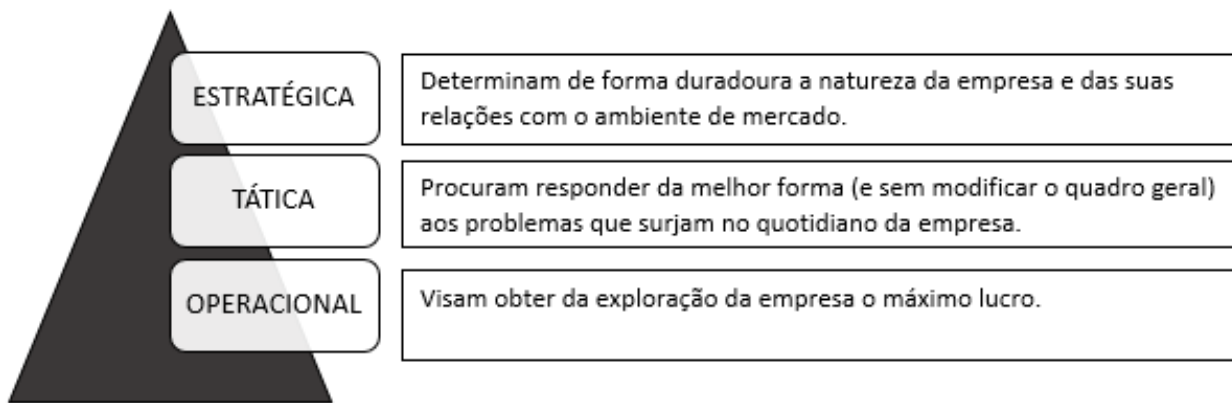 ESTRATÉGICA
Determinam de forma duradoura a natureza da empresa e das suas
relações com o ambiente de mercado.
TÁTICA
Procuram responder da melhor forma (e sem modificar o quadro geral)
aos problemas que surjam no quotidiano da empresa.
OPERACIONAL
Visam obter da exploração da empresa o máximo lucro.